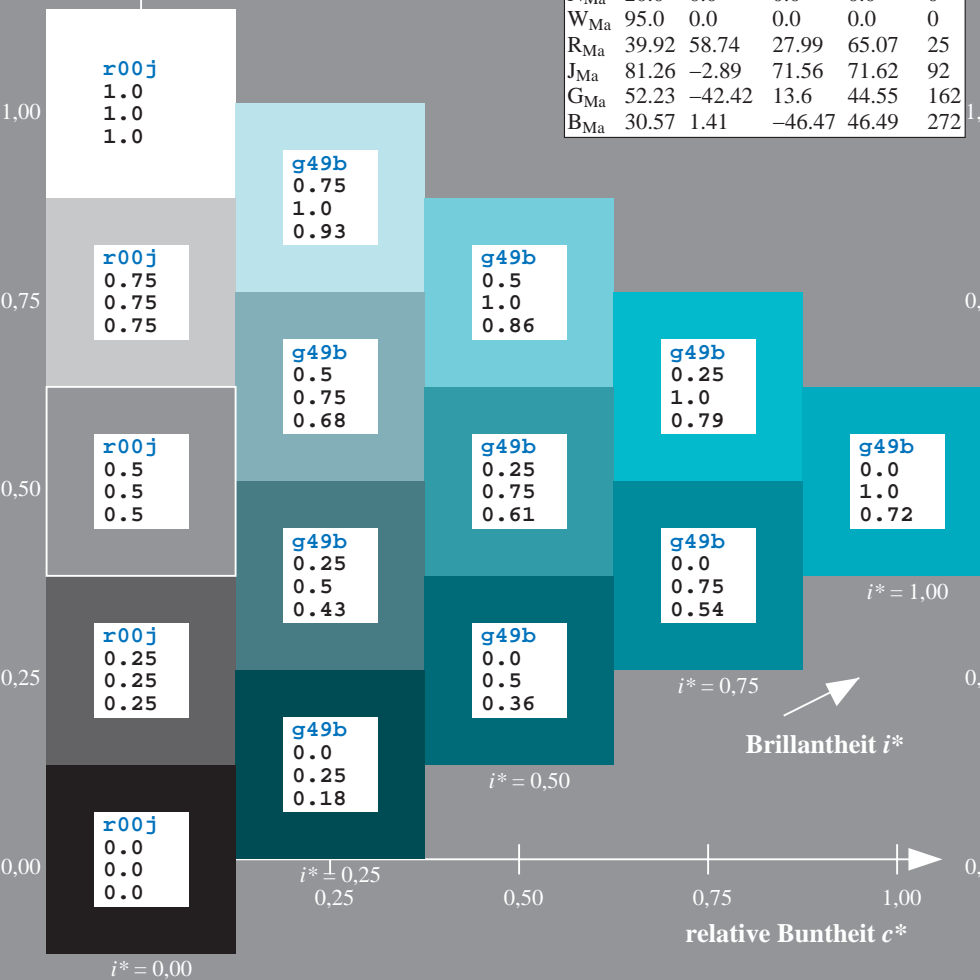 W_Ma 95.0 0.0 0.0 0.0 0
R_Ma 39.92 58.74 27.99 65.07 25
J_Ma 81.26 –2.89 71.56 71.62 92
G_Ma 52.23 –42.42 13.6 44.55 162
B_Ma 30.57 1.41 –46.47 46.49 272
r00j
1.0
1.0
1.0
1,00
g49b
0.75
1.0
0.93
r00j
0.75
0.75
0.75
0,75
g49b
0.5
1.0
0.86
g49b
0.5
0.75
0.68
g49b
0.25
1.0
0.79
r00j
0.5
0.5
0.5
0,50
g49b
0.25
0.75
0.61
g49b
0.0
1.0
0.72
i* = 1,00
g49b
0.25
0.5
0.43
g49b
0.0
0.75
0.54
i* = 0,75
r00j
0.25
0.25
0.25
0,25
g49b
0.0
0.5
0.36
i* = 0,50
Brillantheit i*
g49b
0.0
0.25
0.18
i* = 0,25
r00j
0.0
0.0
0.0
0,00
i* = 0,00
0,25 0,50 0,75 1,00
relative Buntheit c*